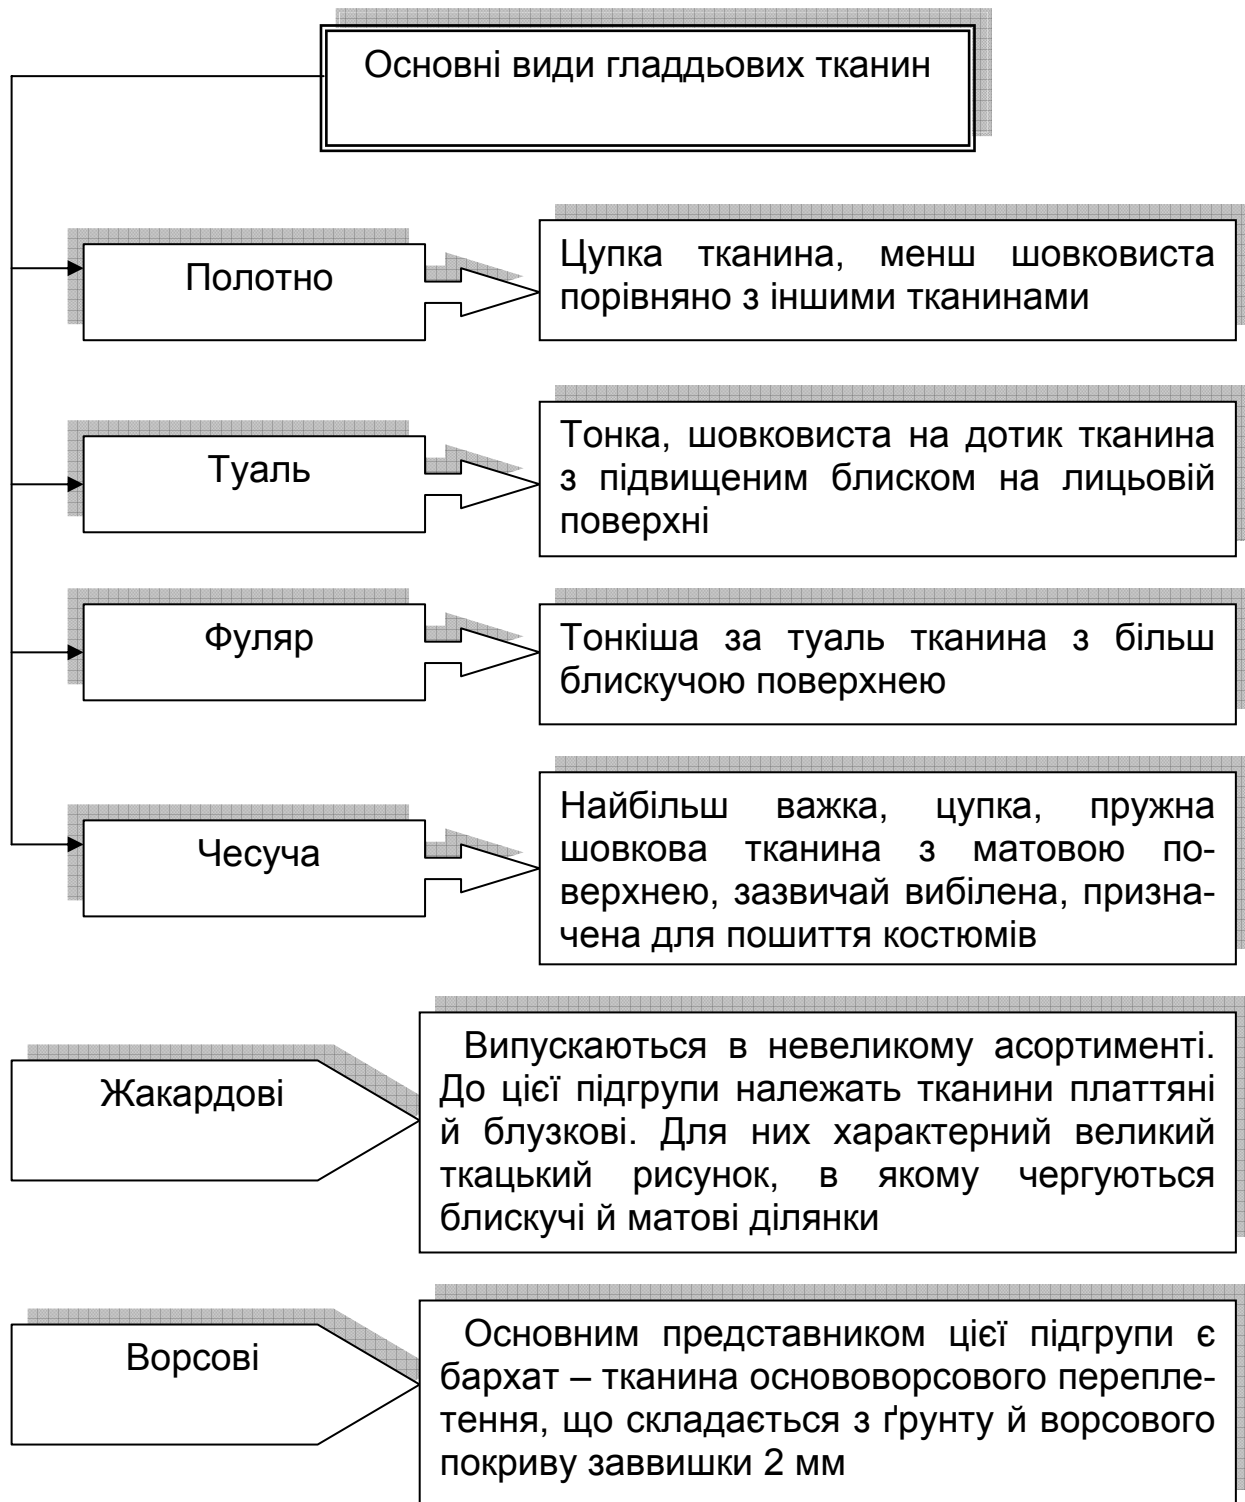 Основні види гладдьових тканин
Полотно
Цупка тканина, менш шовковиста
порівняно з іншими тканинами
Туаль
Тонка, шовковиста на дотик тканина
з підвищеним блиском на лицьовій
поверхні
Фуляр
Тонкіша за туаль тканина з більш
блискучою поверхнею
Чесуча
Найбільш важка, цупка, пружна
шовкова тканина з матовою по-
верхнею, зазвичай вибілена, призна-
чена для пошиття костюмів
Жакардові
Випускаються в невеликому асортименті.
До цієї підгрупи належать тканини платтяні
й блузкові. Для них характерний великий
ткацький рисунок, в якому чергуються
блискучі й матові ділянки
Ворсові
Основним представником цієї підгрупи є
бархат – тканина основоворсового перепле-
тення, що складається з ґрунту й ворсового
покриву заввишки 2 мм